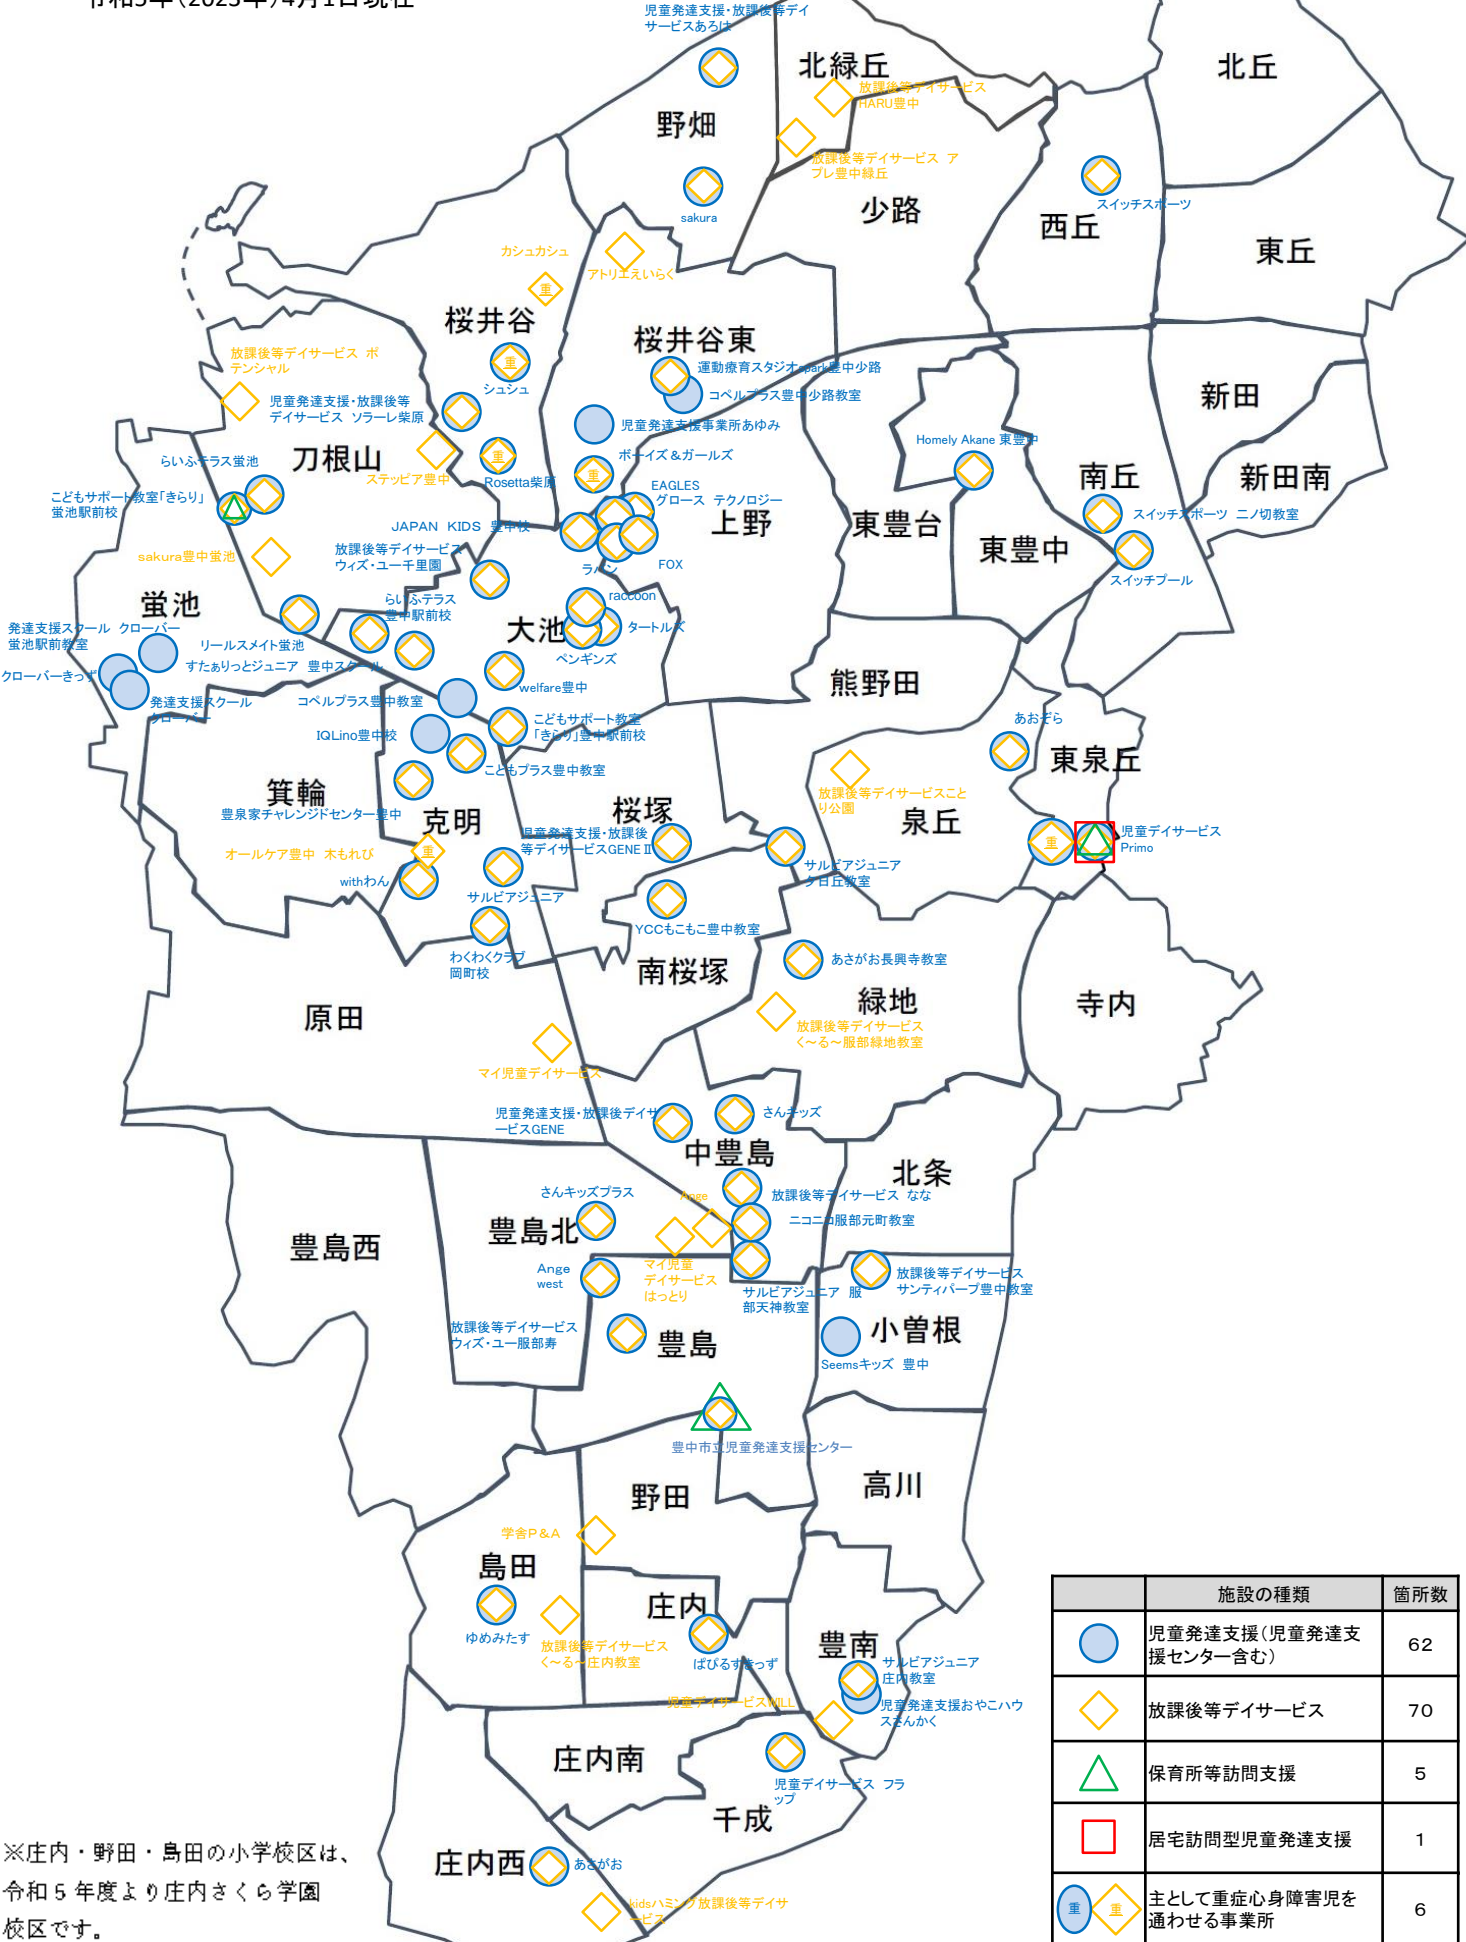 令和5年(2023年)4月1日現在
児童発達支援・放課後等デイ
サービスあろは
北緑丘
放課後等デイサービス
HARU豊中
北丘
野畑
放課後等デイサービス ア
プレ豊中緑丘
sakura
少路
スイッチスポーツ
西丘
東丘
カシュカシュ
アトリエえいらく
重
桜井谷
桜井谷東
放課後等デイサービス ポ
テンシャル
重
シュシュ
運動療育スタジオspark豊中少路
コペルプラス豊中少路教室
新田
児童発達支援・放課後等
デイサービス ソラーレ柴原
児童発達支援事業所あゆみ
刀根山
らいふテラス蛍池
ステッピア豊中
重
Rosetta柴原
ボーイズ&ガールズ
重
Homely Akane 東豊中
南丘
新田南
こどもサポート教室「きらり」
蛍池駅前校
EAGLES
グロース テクノロジー
JAPAN KIDS 豊中校
上野
東豊台
スイッチスポーツ 二ノ切教室
sakura豊中蛍池
放課後等デイサービス
ウィズ・ユー千里園
ラパン
FOX
東豊中
スイッチプール
蛍池
らいふテラス
豊中駅前校
raccoon
大池
タートルズ
発達支援スクール クローバー
蛍池駅前教室
リールスメイト蛍池
ペンギンズ
クローバーきっず
すたぁりっとジュニア 豊中スクール
welfare豊中
熊野田
発達支援スクール
クローバー
コペルプラス豊中教室
こどもサポート教室
「きらり」豊中駅前校
あおぞら
IQLino豊中校
こどもプラス豊中教室
東泉丘
箕輪
豊泉家チャレンジドセンター豊中
克明
桜塚
放課後等デイサービスこと
り公園
泉丘
児童発達支援・放課後
等デイサービスGENEⅡ
重
児童デイサービス
Primo
オールケア豊中 木もれび
重
withわん
サルビアジュニア
サルビアジュニア
夕日丘教室
YCCもこもこ豊中教室
わくわくクラブ
岡町校
南桜塚
あさがお長興寺教室
緑地
寺内
原田
放課後等デイサービス
く~る~服部緑地教室
マイ児童デイサービス
児童発達支援・放課後デイサ
ービスGENE
さんキッズ
中豊島
北条
さんキッズプラス
Ange
放課後等デイサービス なな
豊島北
ニコニコ服部元町教室
豊島西
Ange
west
マイ児童
デイサービス
はっとり
サルビアジュニア 服
部天神教室
放課後等デイサービス
サンティパープ豊中教室
放課後等デイサービス
ウィズ・ユー服部寿
豊島
小曽根
Seemsキッズ 豊中
豊中市立児童発達支援センター
高川
野田
学舎P&A
島田
庄内
ゆめみたす
放課後等デイサービス
く~る~庄内教室
ぱぴるすきっず
豊南
サルビアジュニア
庄内教室
児童デイサービスWILL
児童発達支援おやこハウ
スさんかく
庄内南
児童デイサービス フラ
ップ
千成
庄内西
あさがお
kidsハミング放課後等デイサ
ービス
※庄内・野田・島田の小学校区は、
令和5年度より庄内さくら学園
校区です。
施設の種類 箇所数
児童発達支援(児童発達支
援センター含む) 62
放課後等デイサービス 70
保育所等訪問支援 5
居宅訪問型児童発達支援 1
重 重 主として重症心身障害児を
通わせる事業所 6